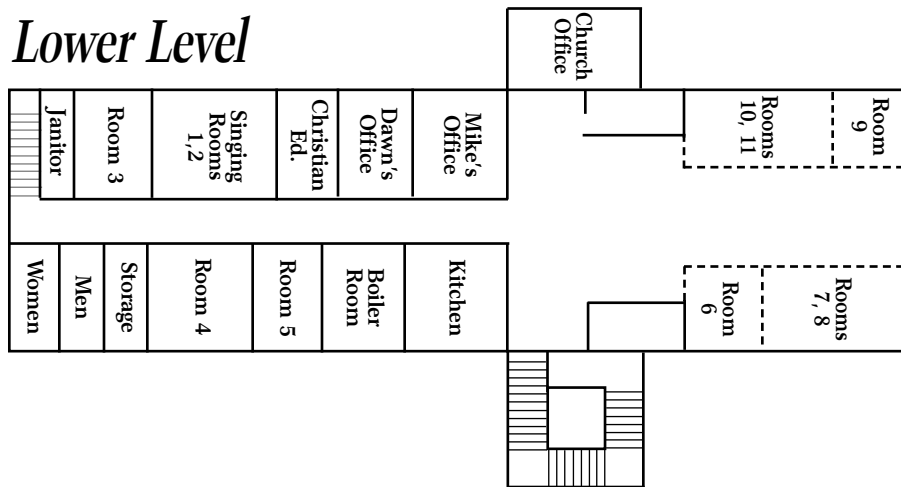 Lower Level
Church
Office
Janitor
Room 3
Singing
Rooms
1, 2
Christian
Ed.
Dawn's
Office
Mike's
Office
Rooms
10, 11
Room
9
Women
Men
Storage
Room 4
Room 5
Boiler
Room
Kitchen
Room
6
Rooms
7, 8